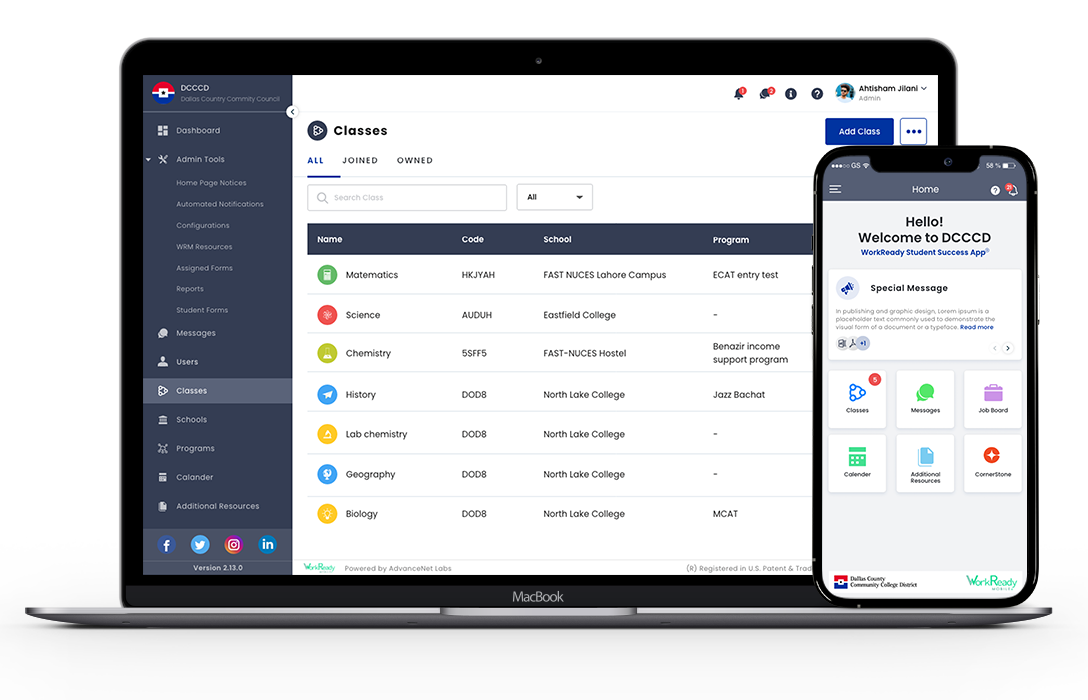 DCCCD
Dallas Country Commity Council
Dashboard
Admin Tools
Home Page Notices
Automated Notifications
Configurations
WRM Resources
Assigned Forms
Reports
Student Forms
Messages
Users
Classes
Schools
Programs
Calander
Additional Resources
Version 2.13.0
2
Ahtisham Jilani
Admin
Classes
Add Class
ALL JOINED OWNED
Search Class
All
Name Code School Program
Matematics HKJYAH FAST NUCES Lahore Campus ECAT entry test
Science AUDUH Eastfield College -
Chemistry 5SFF5 FAST-NUCES Hostel Benazir income
support program
History DOD8 North Lake College Jazz Bachat
Lab chemistry DOD8 North Lake College -
Geography DOD8 North Lake College -
Biology DOD8 North Lake College MCAT
WorkReady Powered by AdvanceNet Labs (R) Registered in U.S. Patent & Trad
MacBook
GS 58 %
Home
Hello!
Welcome to DCCCD
WorkReady Student Success App®
Special Message
In publishing and graphic design, Lorem ipsum is a
placeholder text commonly used to demonstrate the
visual form of a document or a typeface. Read more
+1
5
Classes Messages Job Board
Calender Additional
Resources CornerStone
Dallas County
Community College District
WorkReady
MOBILE